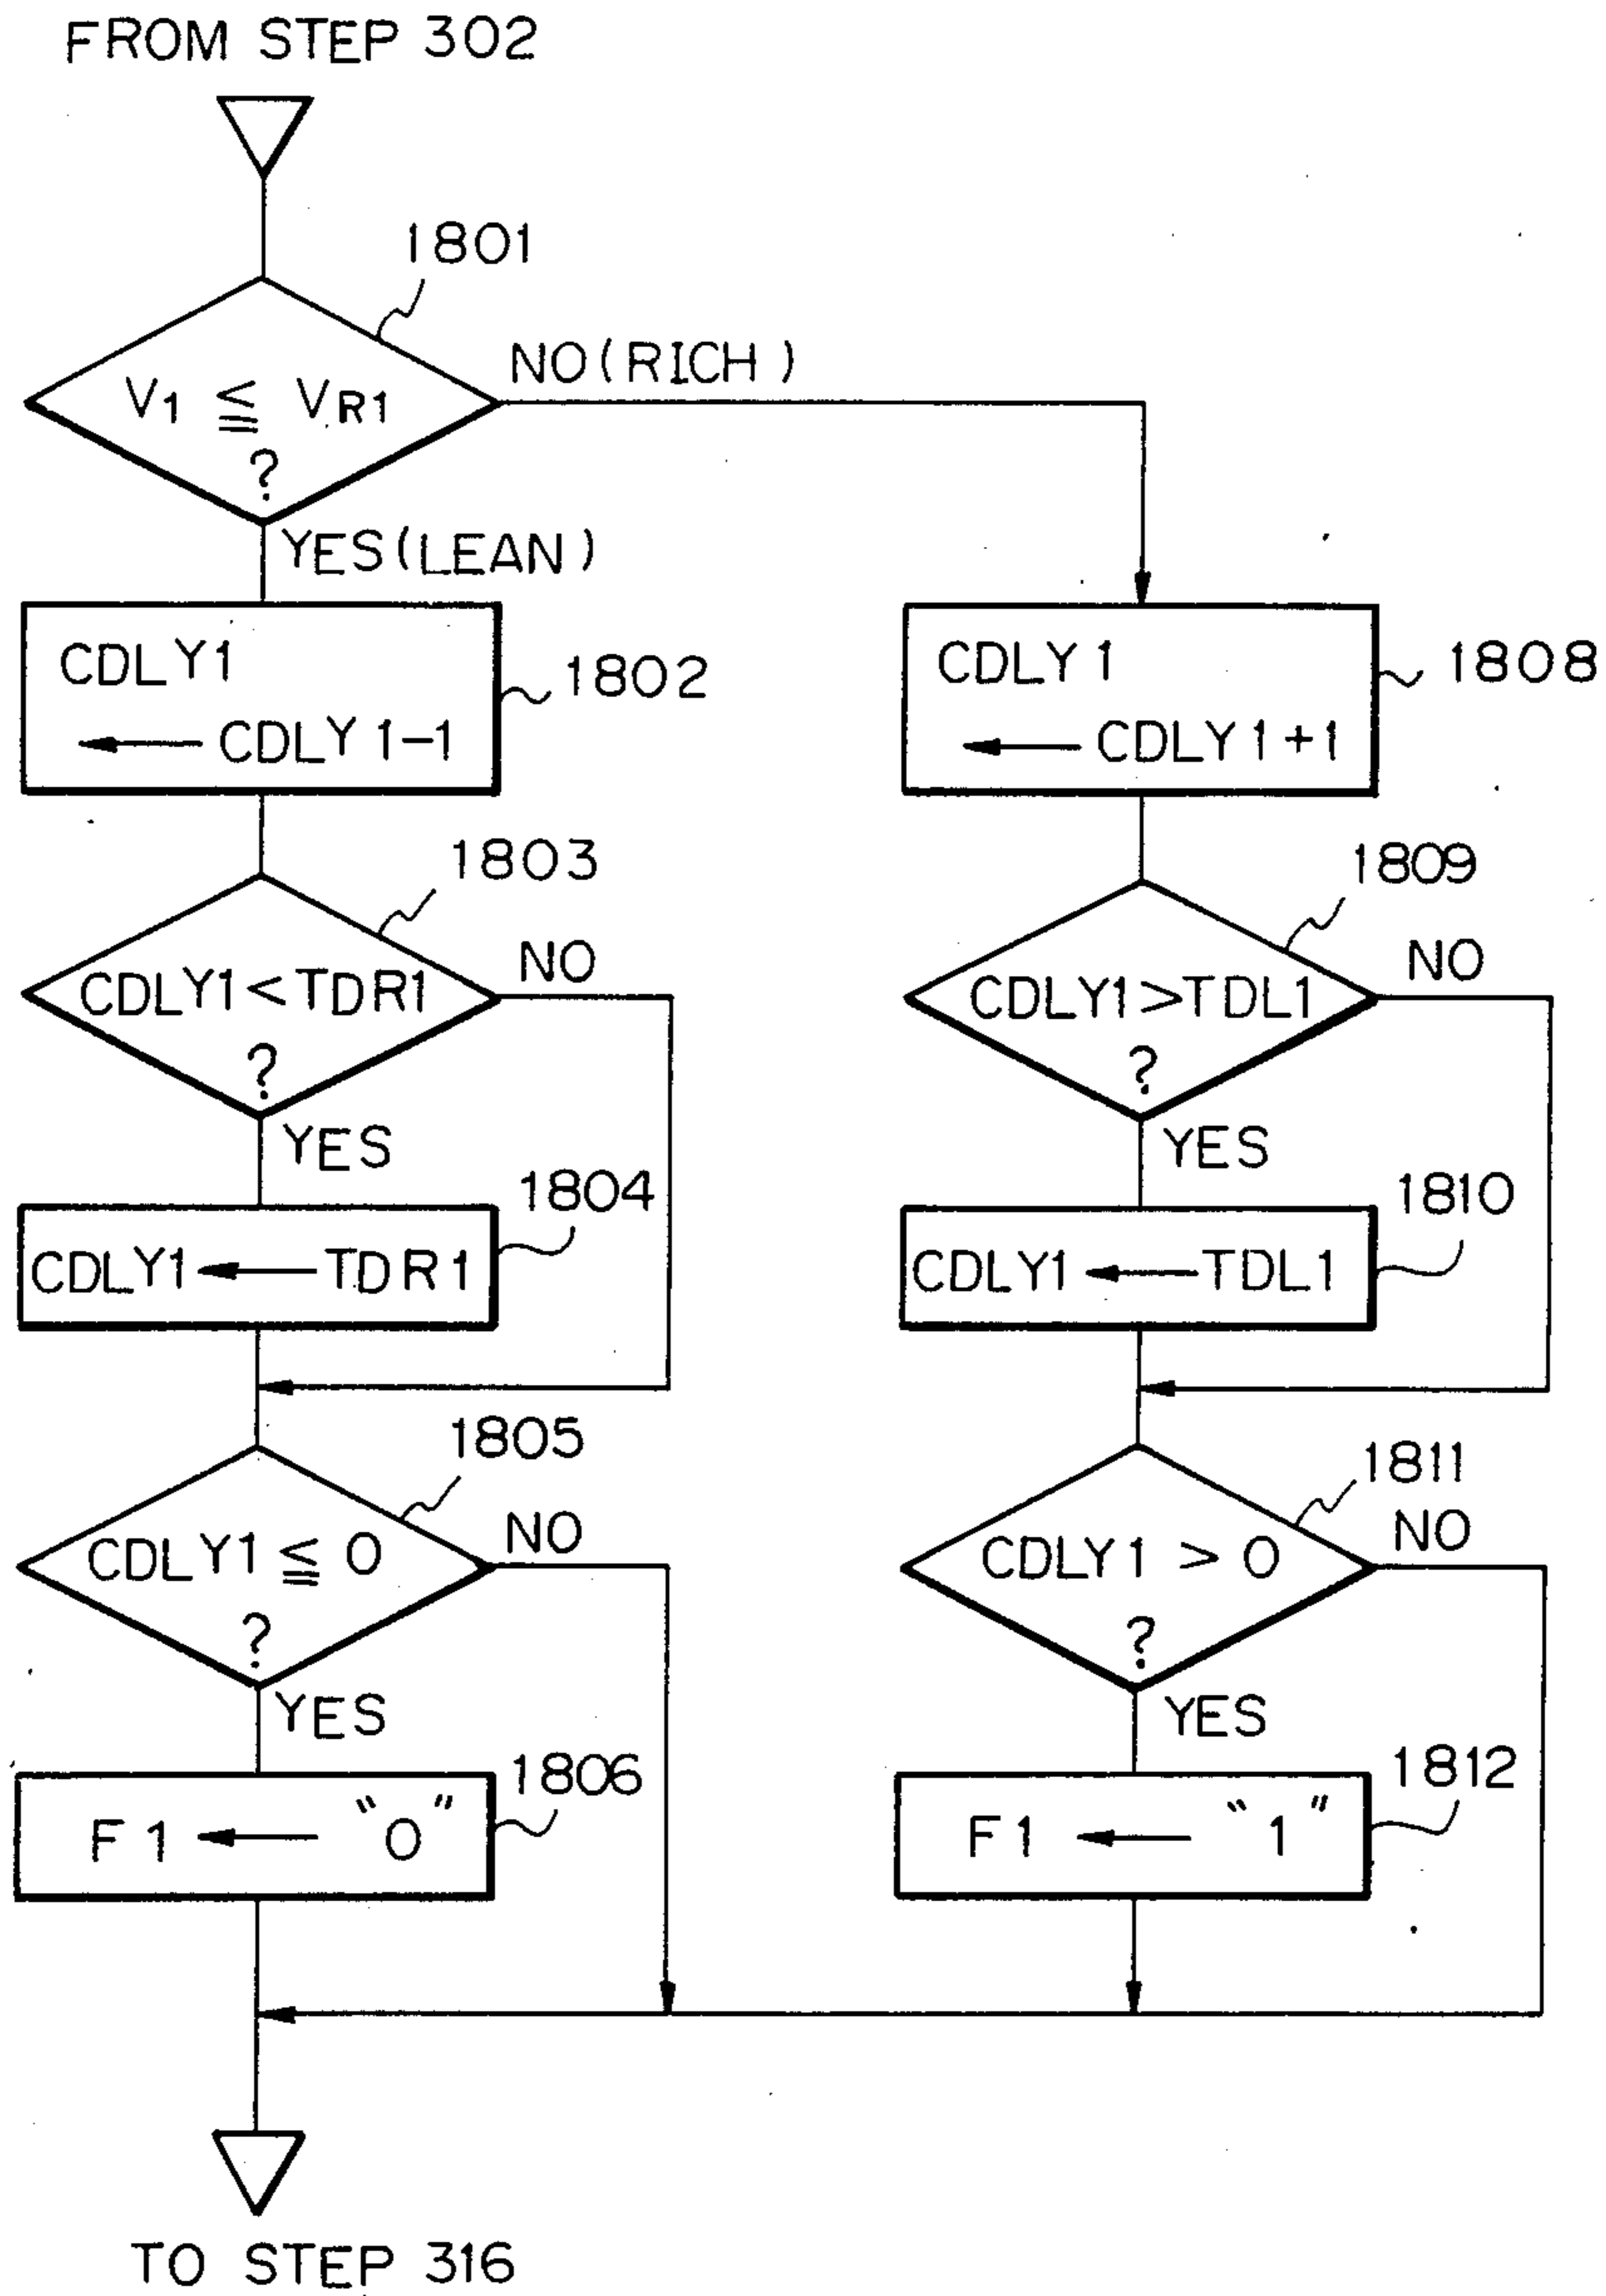 FROM STEP 302
1801
V1 ≦ VR1
?
NO(RICH)
YES(LEAN)
CDLY1
← CDLY1-1
1802
CDLY1
← CDLY1+1
1808
1803
CDLY1<TDR1
?
NO
YES
1809
CDLY1>TDL1
?
NO
YES
1804
CDLY1←TDR1
1810
CDLY1←TDL1
1805
CDLY1 ≦ 0
?
NO
YES
1811
CDLY1 > 0
?
NO
YES
1806
F1 ← "0"
1812
F1 ← "1"
TO STEP 316